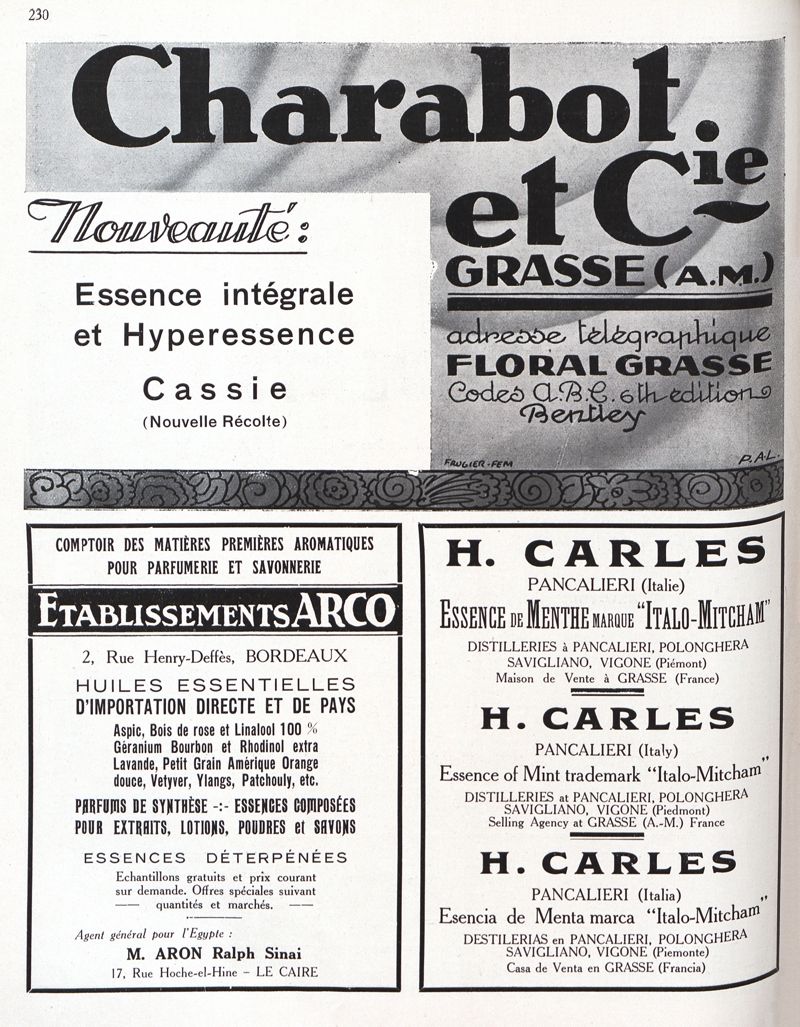 230
Charabot
et Cie
GRASSE (A.M.)
adresse télégraphique
FLORAL GRASSE
Codes A.B.C. 6th edition
Bentley
FRUGIER-FEM
P.A.L.
Nouveauté :
Essence intégrale
et Hyperessence
Cassie
(Nouvelle Récolte)
COMPTOIR DES MATIÈRES PREMIÈRES AROMATIQUES
POUR PARFUMERIE ET SAVONNERIE
ETABLISSEMENTS ARCO
2, Rue Henry-Deffès, BORDEAUX
HUILES ESSENTIELLES
D'IMPORTATION DIRECTE ET DE PAYS
Aspic, Bois de rose et Linalool 100 %
Géranium Bourbon et Rhodinol extra
Lavande, Petit Grain Amérique Orange
douce, Vetyver, Ylangs, Patchouly, etc.
PARFUMS DE SYNTHÈSE -:- ESSENCES COMPOSÉES
POUR EXTRAITS, LOTIONS, POUDRES et SAVONS
ESSENCES DÉTERPÉNÉES
Echantillons gratuits et prix courant
sur demande. Offres spéciales suivant
quantités et marchés.
Agent général pour l'Egypte :
M. ARON Ralph Sinai
17, Rue Hoche-el-Hine - LE CAIRE
H. CARLES
PANCALIERI (Italie)
ESSENCE DE MENTHE MARQUE "ITALO-MITCHAM"
DISTILLERIES à PANCALIERI, POLONGHERA
SAVIGLIANO, VIGONE (Piémont)
Maison de Vente à GRASSE (France)
H. CARLES
PANCALIERI (Italy)
Essence of Mint trademark "Italo-Mitcham"
DISTILLERIES at PANCALIERI, POLONGHERA
SAVIGLIANO, VIGONE (Piedmont)
Selling Agency at GRASSE (A.-M.) France
H. CARLES
PANCALIERI (Italia)
Esencia de Menta marca "Italo-Mitcham"
DESTILERIAS en PANCALIERI, POLONGHERA
SAVIGLIANO, VIGONE (Piemonte)
Casa de Venta en GRASSE (Francia)